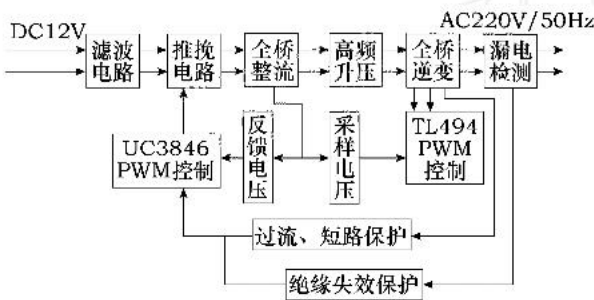 DC12V
AC220V/50Hz
滤波
电路
推挽
电路
全桥
整流
高频
升压
全桥
逆变
漏电
检测
UC3846
PWM控制
反馈电压
采样电压
TL494
PWM
控制
过流、短路保护
绝缘失效保护